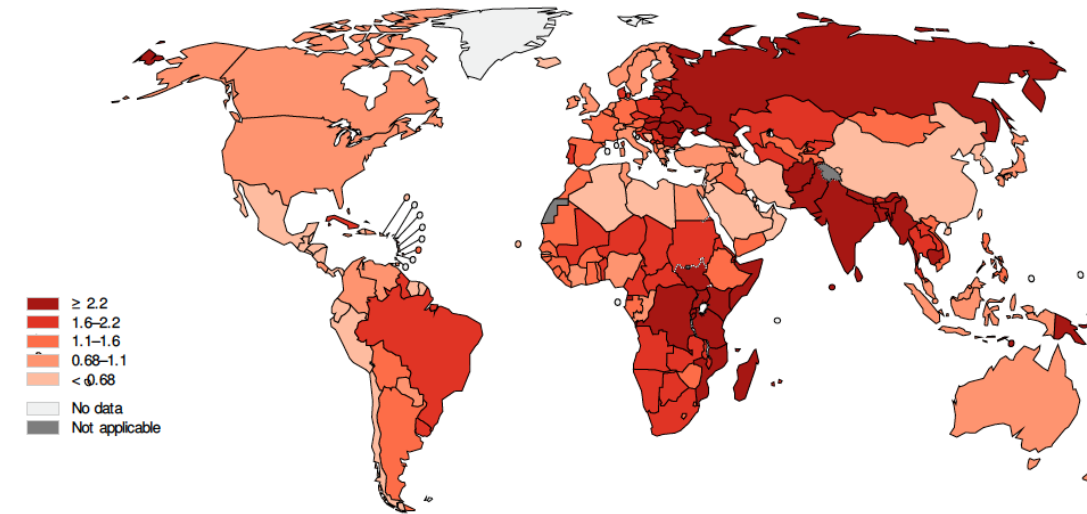 ≥ 2.2
1.6–2.2
1.1–1.6
0.68–1.1
< 0.68
No data
Not applicable